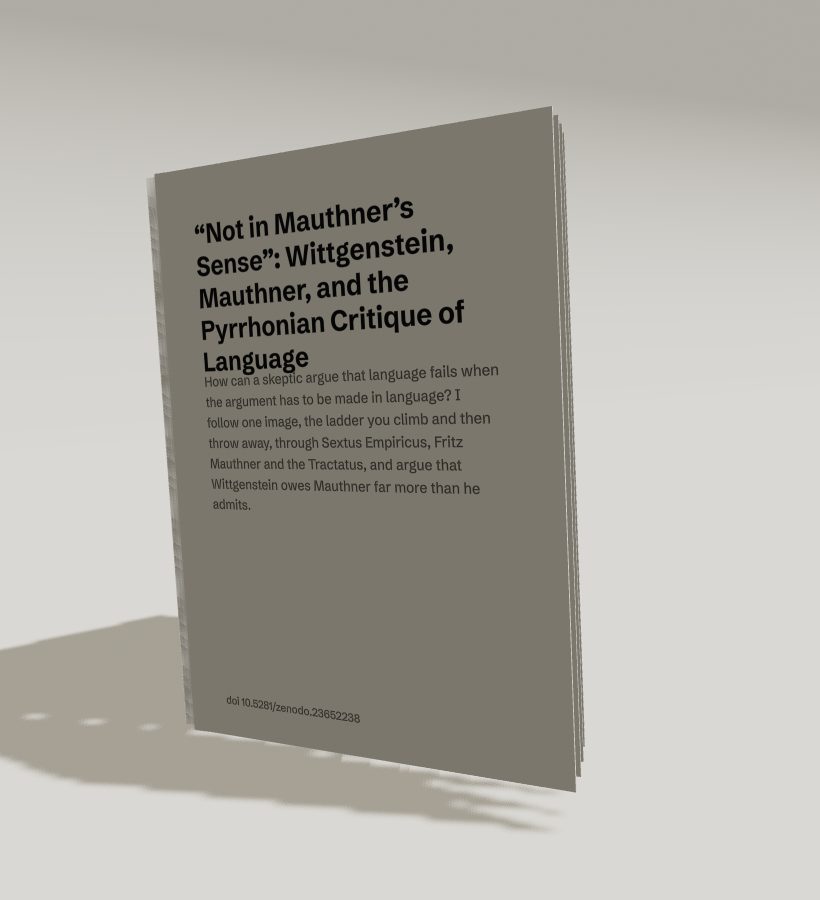 “Not in Mauthner’s
Sense”: Wittgenstein,
Mauthner, and the
Pyrrhonian Critique of
Language
How can a skeptic argue that language fails when
the argument has to be made in language? I
follow one image, the ladder you climb and then
throw away, through Sextus Empiricus, Fritz
Mauthner and the Tractatus, and argue that
Wittgenstein owes Mauthner far more than he
admits.
doi 10.5281/zenodo.23652238